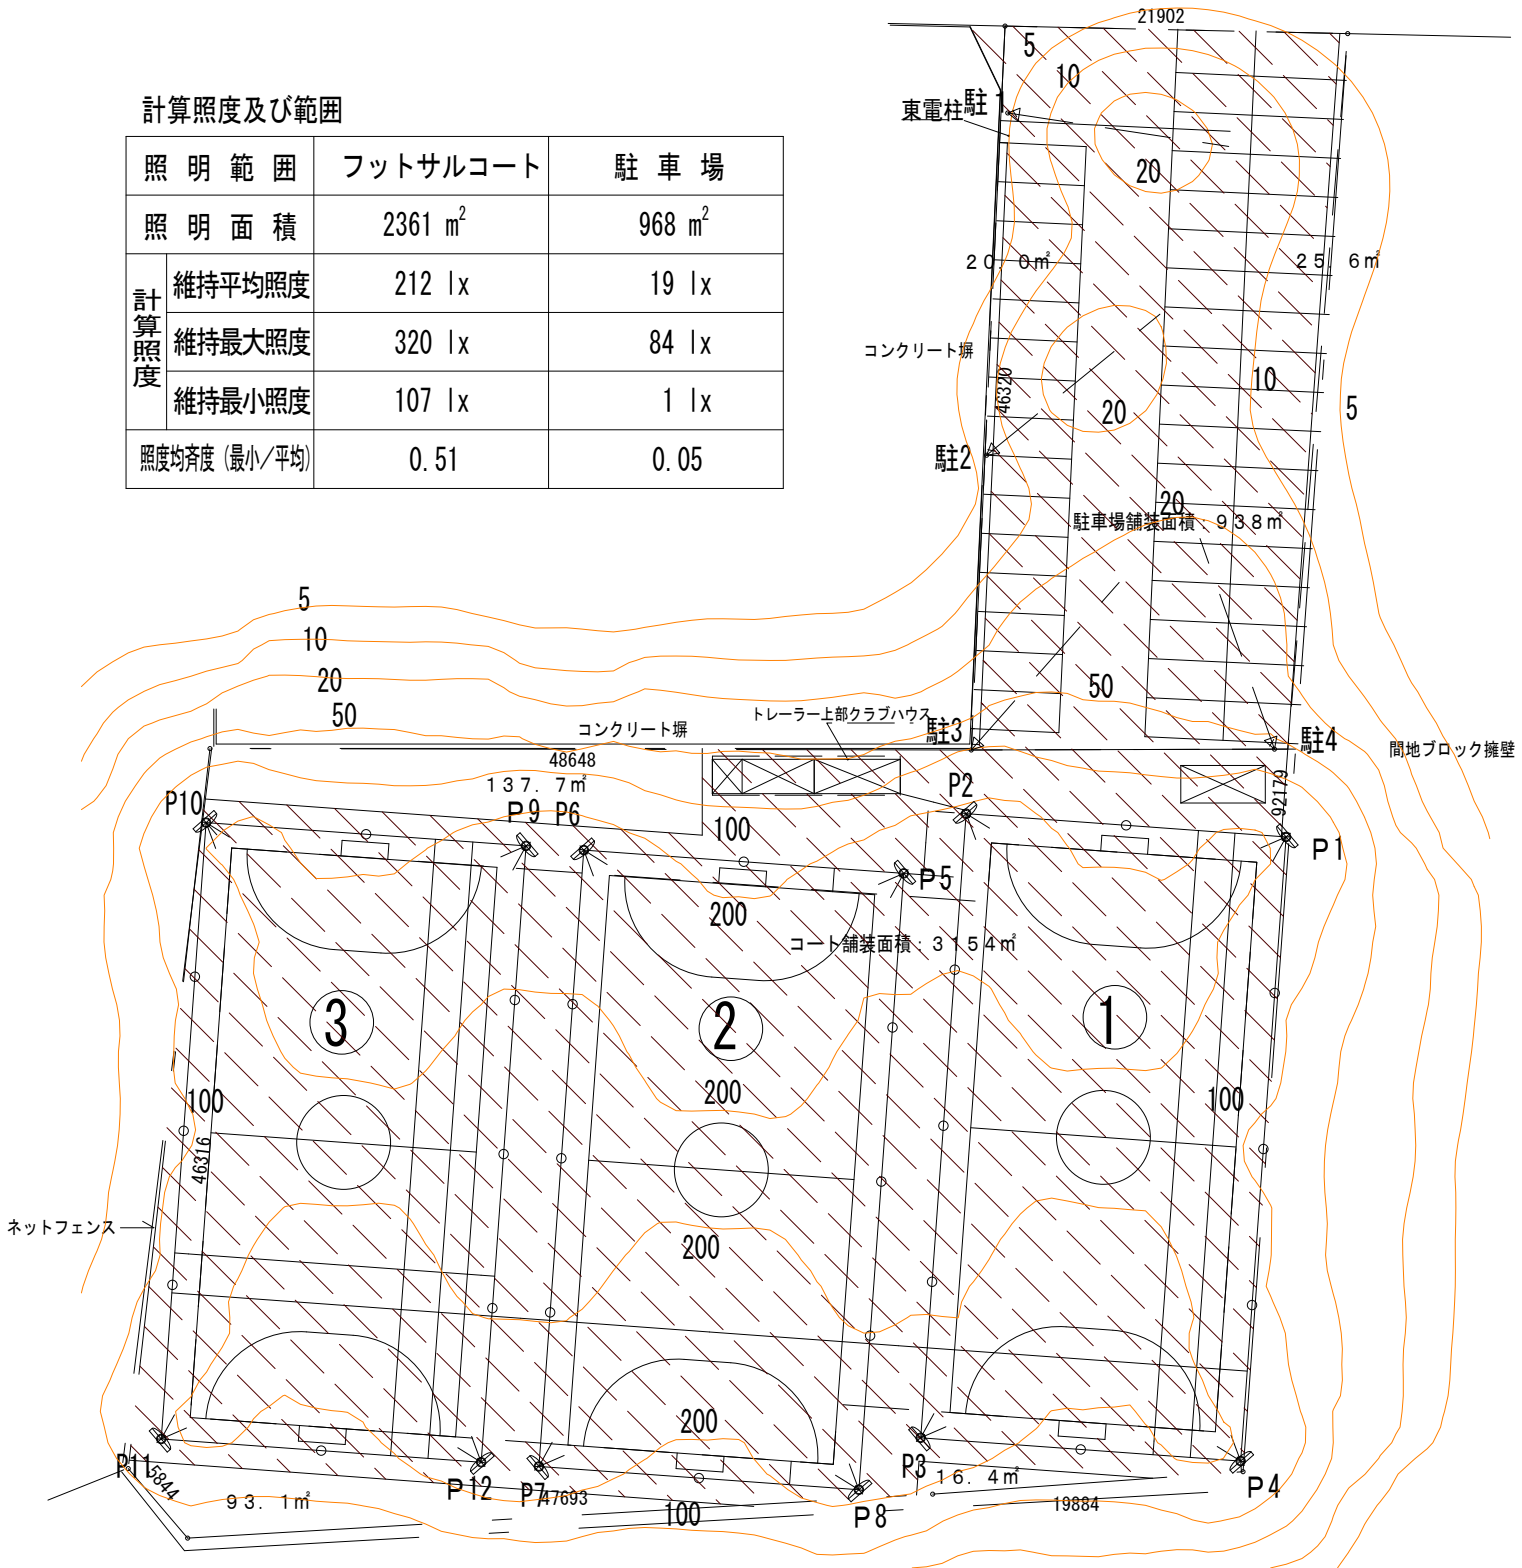 計算照度及び範囲
照明範囲 フットサルコート 駐車場
照明面積 2361 m² 968 m²
計算照度
維持平均照度 212 lx 19 lx
維持最大照度 320 lx 84 lx
維持最小照度 107 lx 1 lx
照度均斉度（最小／平均） 0.51 0.05
21902
5
10
東電柱
駐1
20
20.0㎡
25.6㎡
コンクリート塀
46320
10
5
20
駐2
20
駐車場舗装面積：938㎡
5
10
20
50
50
コンクリート塀
トレーラー上部クラブハウス
駐3
駐4
間地ブロック擁壁
48648
137.7㎡
92179
P10
P9
P6
P2
100
P1
P5
200
コート舗装面積：3154㎡
3
2
1
100
200
100
46316
ネットフェンス
200
200
P11
5844
P12
P7
47693
P3
16.4㎡
P4
93.1㎡
100
P8
19884